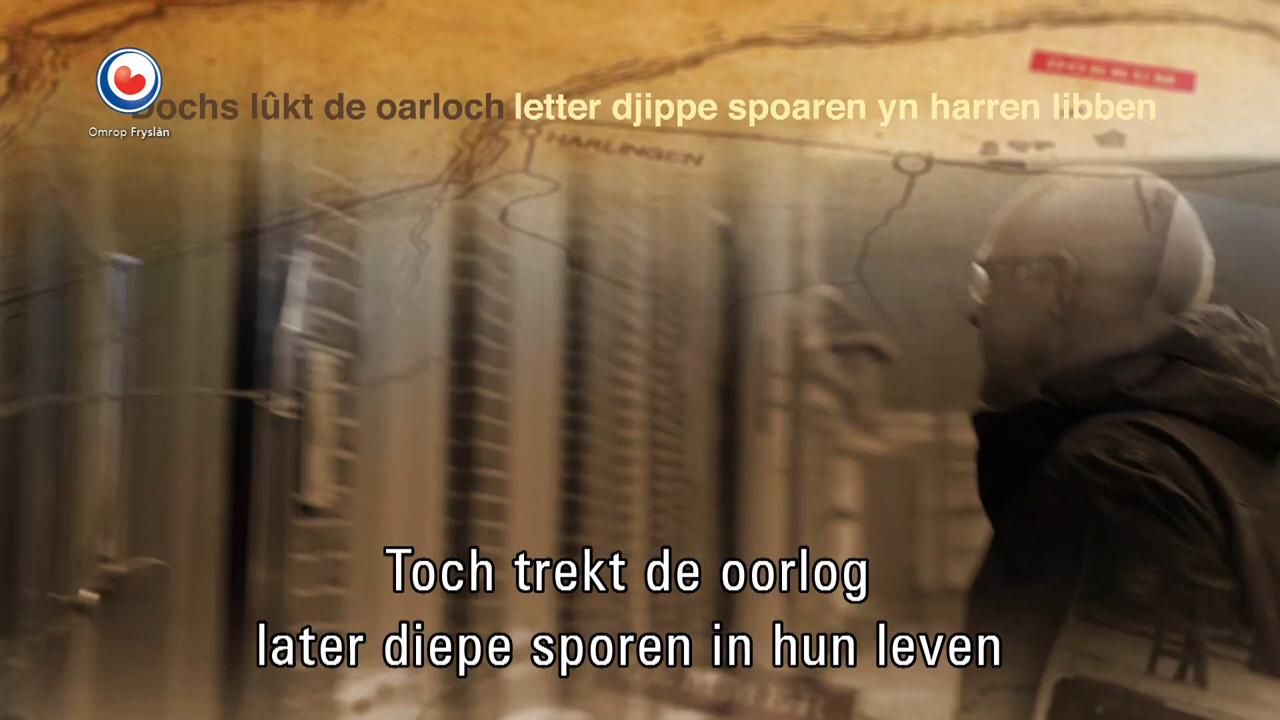 Dochs lûkt de oarloch letter djippe spoaren yn harren libben
Omrop Fryslân
HARLINGEN
Toch trekt de oorlog
later diepe sporen in hun leven